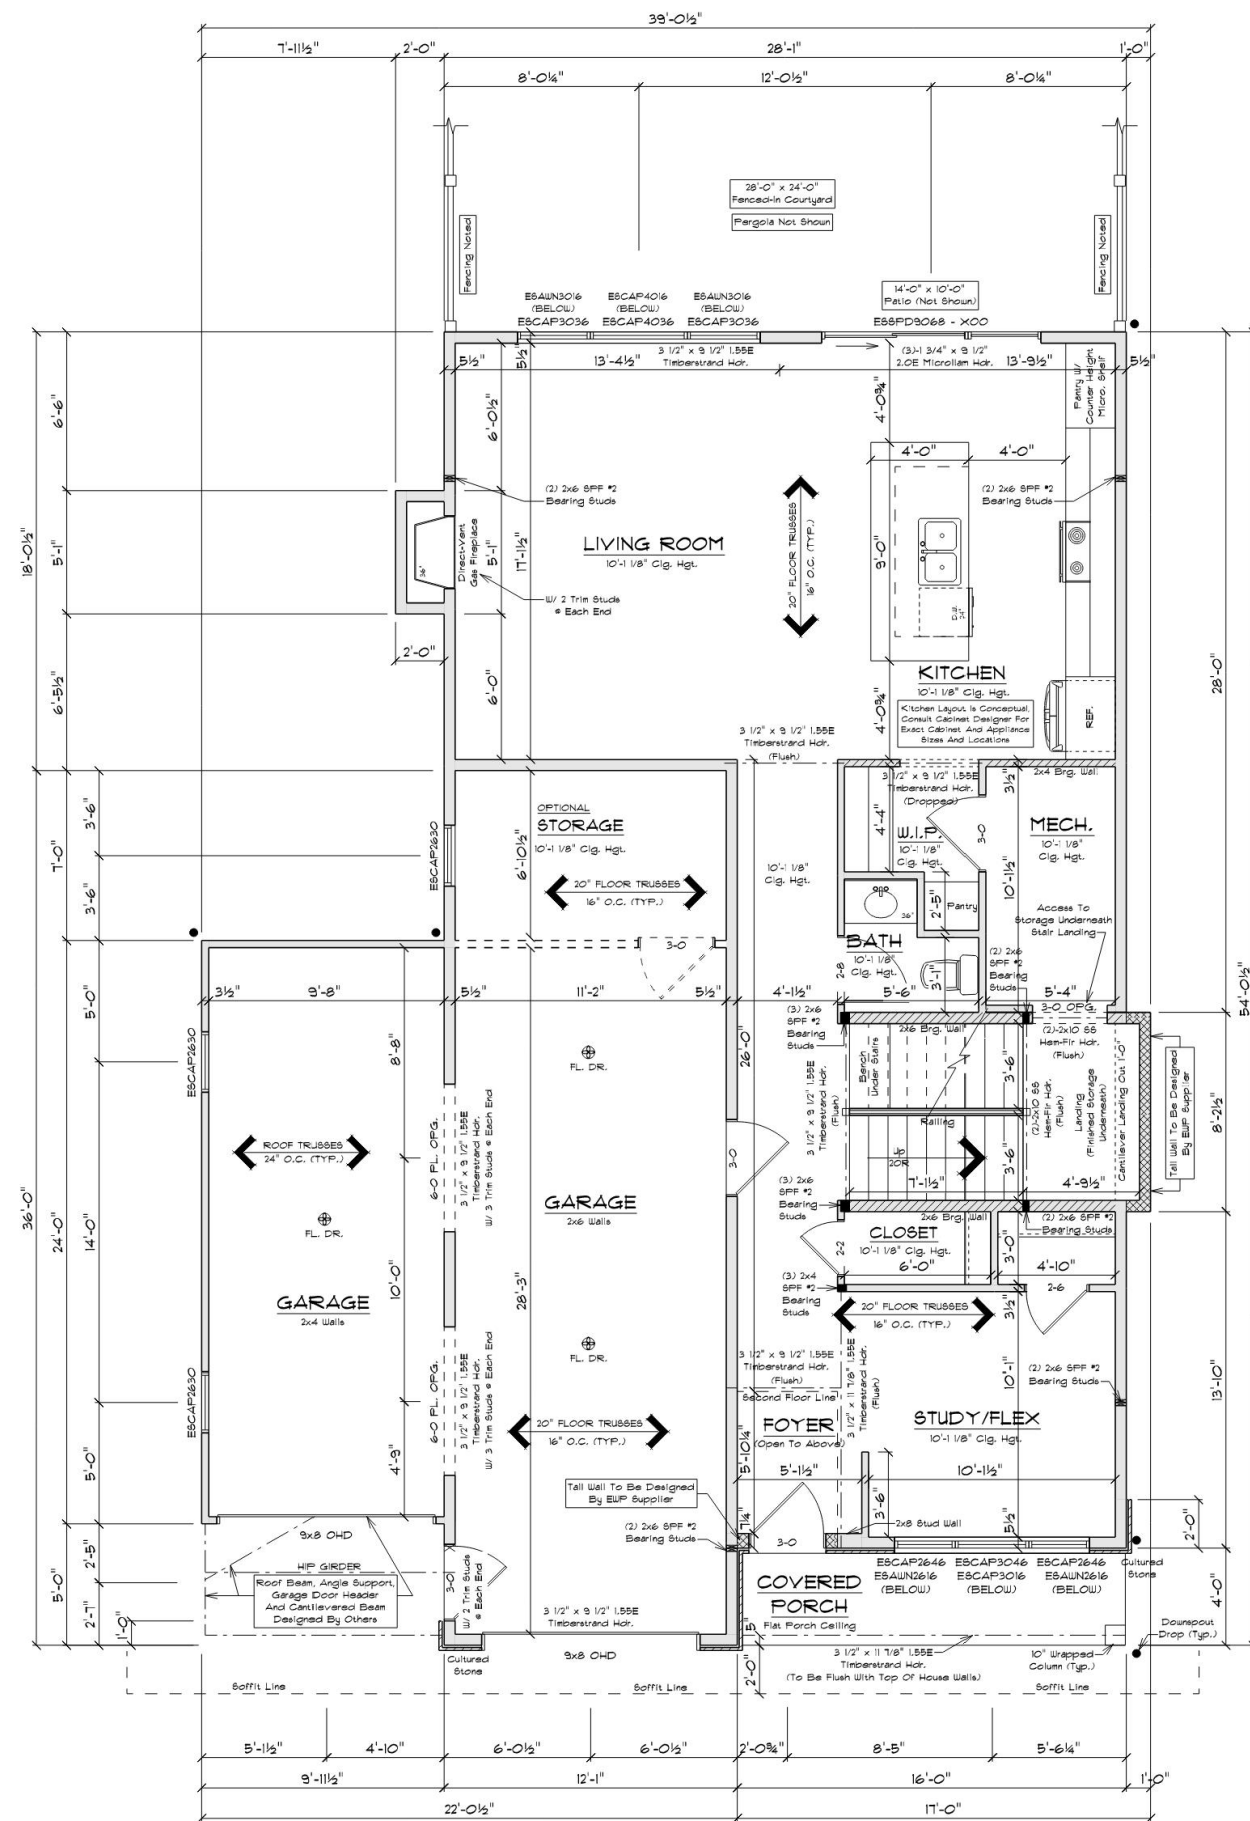 39'-0½"
7'-11½" 2'-0" 28'-1" 1'-0"
8'-0¼" 12'-0½" 8'-0¼"
28'-0" x 24'-0"
Fenced-In Courtyard
Pergola Not Shown
Fencing Noted
Fencing Noted
14'-0" x 10'-0"
Patio (Not Shown)
ESAWN3016 ESCAP4016 ESAWN3016
(BELOW) (BELOW) (BELOW)
ESCAP3036 ESCAP4036 ESCAP3036
ESSPD9068 - XOO
3 1/2" x 9 1/2" 1.55E
Timberstrand Hdr.
(3)-1 3/4" x 9 1/2"
2.0E Microllam Hdr.
5½" 5½" 13'-4½" 13'-9½" 5½"
Pantry W/
Counter Height
Micro. Shelf
6'-6"
6'-0½"
4'-0¾"
4'-0" 4'-0"
(2) 2x6 SPF #2
Bearing Studs
(2) 2x6 SPF #2
Bearing Studs
18'-0½"
5'-1"
36"
Direct-Vent
Gas Fireplace
5'-1"
17'-1½"
LIVING ROOM
10'-1 1/8" Clg. Hgt.
20" FLOOR TRUSSES
16" O.C. (TYP.)
9'-0"
D.W.
24"
W/ 2 Trim Studs
@ Each End
2'-0"
6'-5½"
6'-0"
KITCHEN
10'-1 1/8" Clg. Hgt.
Kitchen Layout Is Conceptual,
Consult Cabinet Designer For
Exact Cabinet And Appliance
Sizes And Locations
4'-0¾"
REF.
28'-0"
3 1/2" x 9 1/2" 1.55E
Timberstrand Hdr.
(Flush)
3 1/2" x 9 1/2" 1.55E
Timberstrand Hdr.
(Dropped)
2x4 Brg. Wall
3½"
3'-6"
7'-0"
3'-6"
ESCAP2630
OPTIONAL
STORAGE
10'-1 1/8" Clg. Hgt.
6'-10½"
20" FLOOR TRUSSES
16" O.C. (TYP.)
10'-1 1/8"
Clg. Hgt.
4'-4"
W.I.P.
10'-1 1/8"
Clg. Hgt.
3-0
MECH.
10'-1 1/8"
Clg. Hgt.
10'-1½"
36"
2'-5"
Pantry
Access To
Storage Underneath
Stair Landing
BATH
10'-1 1/8"
Clg. Hgt.
2-8
3'-1"
(2) 2x6
SPF #2
Bearing
Studs
3-0
3½" 9'-8" 5½" 11'-2" 5½" 4'-1½" 5'-6" 5'-4"
3-0 OPG.
(2)-2x10 SS
Hem-Fir Hdr.
(Flush)
(3) 2x6
SPF #2
Bearing
Studs
2x6 Brg. Wall
54'-0½"
5'-0"
ESCAP2630
8'-8"
FL. DR.
26'-0"
3 1/2" x 9 1/2" 1.55E
Timberstrand Hdr.
(Flush)
Bench
Under Stairs
Railing
3'-6"
3'-6"
(2)-2x10 SS
Hem-Fir Hdr.
(Flush)
Landing
(Finished Storage
Underneath)
Cantilever Landing Out 1'-0"
Tall Wall To Be Designed
By EWP Supplier
8'-2½"
ROOF TRUSSES
24" O.C. (TYP.)
6-0 PL. OPG.
3 1/2" x 9 1/2" 1.55E
Timberstrand Hdr.
W/ 3 Trim Studs @ Each End
3-0
Up
20R
7'-1½" 4'-9½"
(3) 2x6
SPF #2
Bearing
Studs
2x6 Brg. Wall
(2) 2x6 SPF #2
Bearing Studs
36'-0"
24'-0"
14'-0"
FL. DR.
GARAGE
2x6 Walls
GARAGE
2x4 Walls
10'-0"
28'-3"
CLOSET
10'-1 1/8" Clg. Hgt.
6'-0"
2-2
3'-0"
4'-10"
2-6
(3) 2x4
SPF #2
Bearing
Studs
3½"
20" FLOOR TRUSSES
16" O.C. (TYP.)
FL. DR.
3 1/2" x 9 1/2" 1.55E
Timberstrand Hdr.
(Flush)
Second Floor Line
3 1/2" x 11 7/8" 1.55E
Timberstrand Hdr.
(Flush)
10'-1"
(2) 2x6 SPF #2
Bearing Studs
13'-10"
ESCAP2630
6-0 PL. OPG.
3 1/2" x 9 1/2" 1.55E
Timberstrand Hdr.
W/ 3 Trim Studs @ Each End
20" FLOOR TRUSSES
16" O.C. (TYP.)
FOYER
(Open To Above)
STUDY/FLEX
10'-1 1/8" Clg. Hgt.
5'-0"
4'-9"
5'-10¼"
5'-1½" 10'-1½"
Tall Wall To Be Designed
By EWP Supplier
3'-6"
2x8 Stud Wall
5½"
2'-0"
(2) 2x6 SPF #2
Bearing Studs
7¼"
3-0
9x8 OHD
HIP GIRDER
Roof Beam, Angle Support,
Garage Door Header
And Cantilevered Beam
Designed By Others
5'-0"
2'-5"
2'-7"
1'-0"
3-0
W/ 2 Trim Studs
@ Each End
ESCAP2646 ESCAP3046 ESCAP2646
ESAWN2616 ESCAP3016 ESAWN2616
(BELOW) (BELOW) (BELOW)
Cultured
Stone
COVERED
PORCH
Flat Porch Ceiling
4'-0"
3 1/2" x 9 1/2" 1.55E
Timberstrand Hdr.
5"
Downspout
Drop (Typ.)
Cultured
Stone
9x8 OHD
2'-0"
3 1/2" x 11 7/8" 1.55E
Timberstrand Hdr.
(To Be Flush With Top Of House Walls)
10" Wrapped
Column (Typ.)
Soffit Line Soffit Line Soffit Line
5'-1½" 4'-10" 6'-0½" 6'-0½" 2'-0¾" 8'-5" 5'-6¼"
9'-11½" 12'-1" 16'-0" 1'-0"
22'-0½" 17'-0"